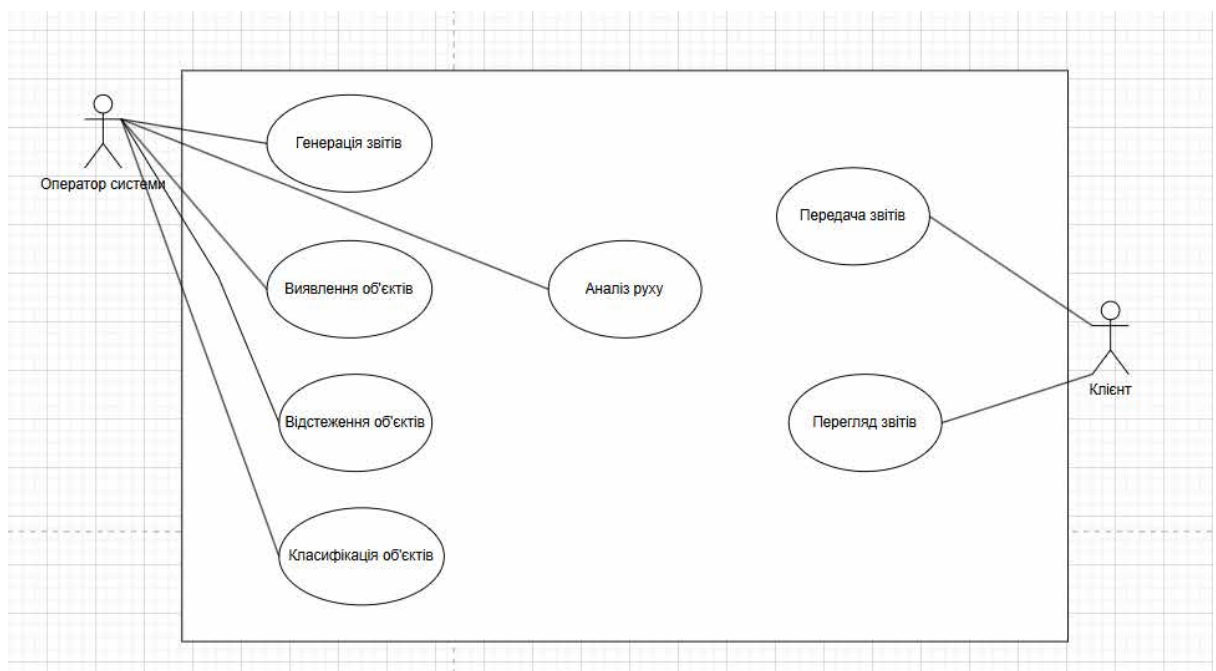 Генерація звітів
Оператор системи
Передача звітів
Виявлення об'єктів
Аналіз руху
Клієнт
Відстеження об'єктів
Перегляд звітів
Класифікація об'єктів